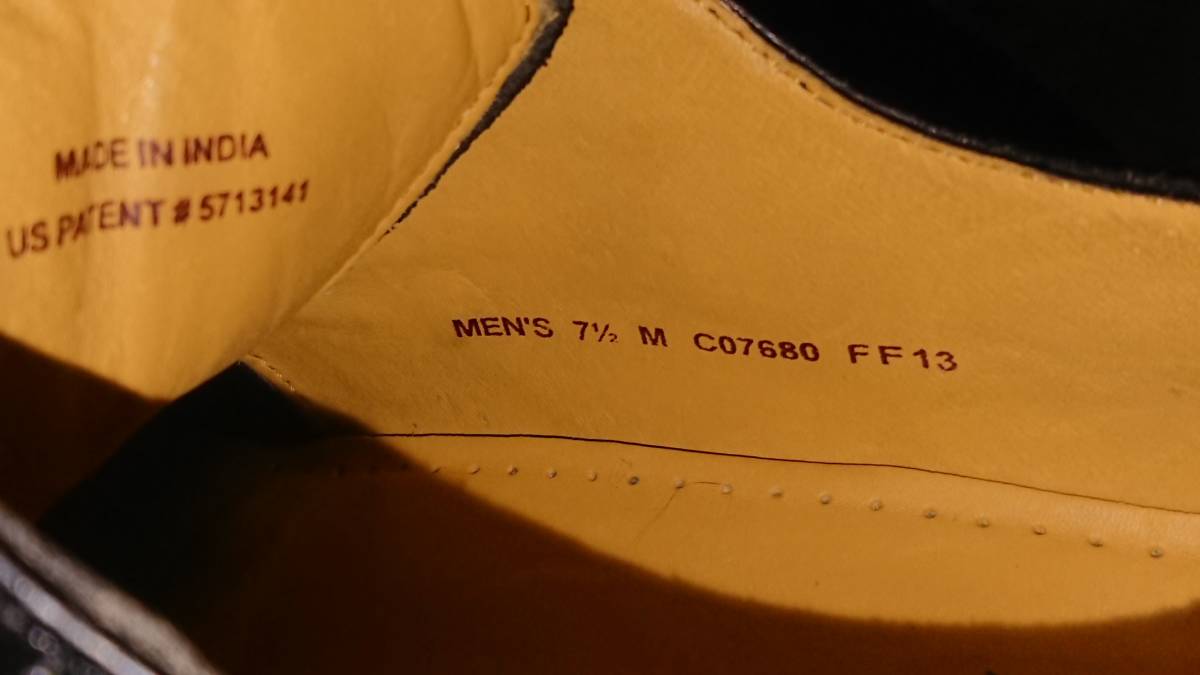 MADE IN INDIA
US PATENT # 5713141
MEN'S 7½ M C07680 FF13